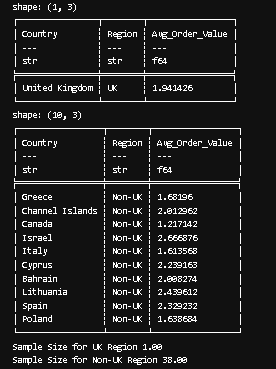 shape: (1, 3)
Country Region Avg_Order_Value
--- --- ---
str str f64
United Kingdom UK 1.941426
shape: (10, 3)
Country Region Avg_Order_Value
--- --- ---
str str f64
Greece Non-UK 1.68196
Channel Islands Non-UK 2.012962
Canada Non-UK 1.217142
Israel Non-UK 2.666876
Italy Non-UK 1.613568
Cyprus Non-UK 2.239163
Bahrain Non-UK 2.008274
Lithuania Non-UK 2.439612
Spain Non-UK 2.329232
Poland Non-UK 1.638684
Sample Size for UK Region 1.00
Sample Size for Non-UK Region 38.00